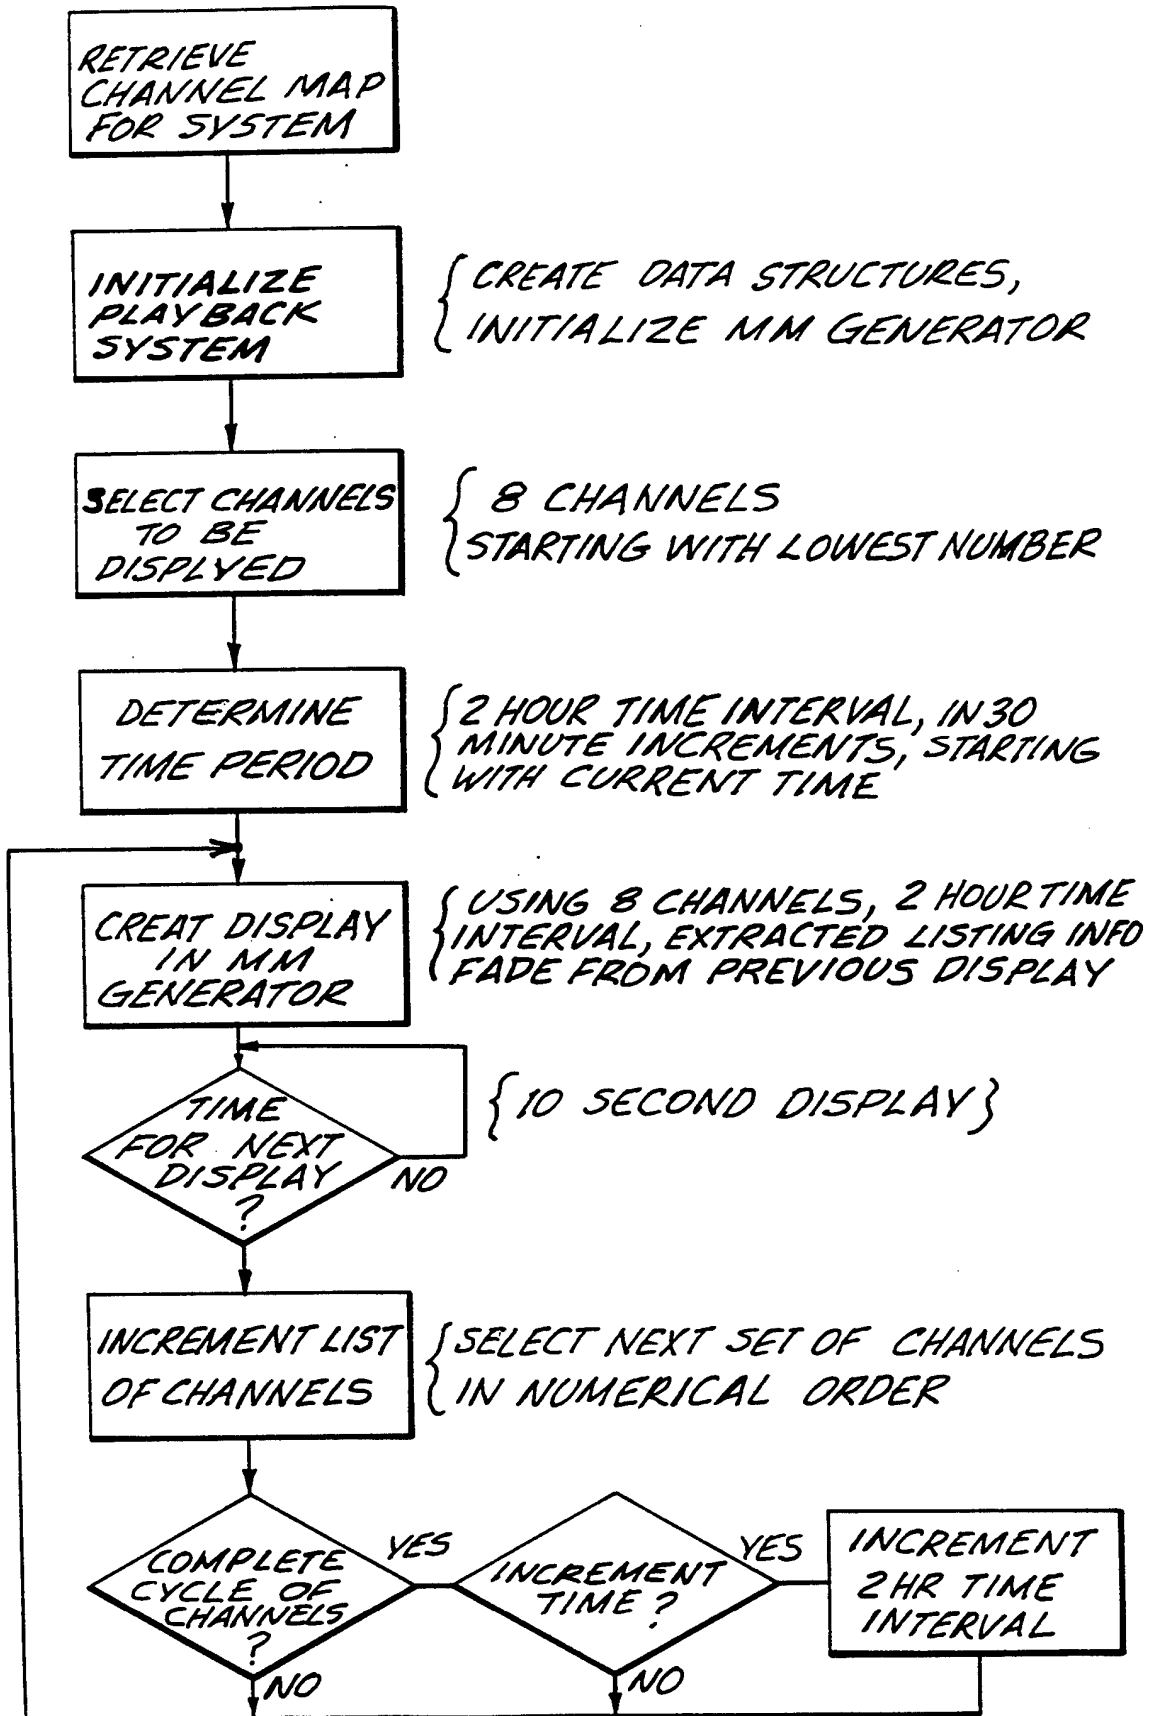 RETRIEVE
CHANNEL MAP
FOR SYSTEM
INITIALIZE
PLAYBACK
SYSTEM
{ CREATE DATA STRUCTURES,
INITIALIZE MM GENERATOR
SELECT CHANNELS
TO BE
DISPLYED
{ 8 CHANNELS
STARTING WITH LOWEST NUMBER
DETERMINE
TIME PERIOD
{ 2 HOUR TIME INTERVAL, IN 30
MINUTE INCREMENTS, STARTING
WITH CURRENT TIME
CREAT DISPLAY
IN MM
GENERATOR
{ USING 8 CHANNELS, 2 HOUR TIME
INTERVAL, EXTRACTED LISTING INFO
FADE FROM PREVIOUS DISPLAY
TIME
FOR NEXT
DISPLAY
?
NO
{ 10 SECOND DISPLAY }
INCREMENT LIST
OF CHANNELS
{ SELECT NEXT SET OF CHANNELS
IN NUMERICAL ORDER
COMPLETE
CYCLE OF
CHANNELS
?
YES
NO
INCREMENT
TIME ?
YES
NO
INCREMENT
2 HR TIME
INTERVAL